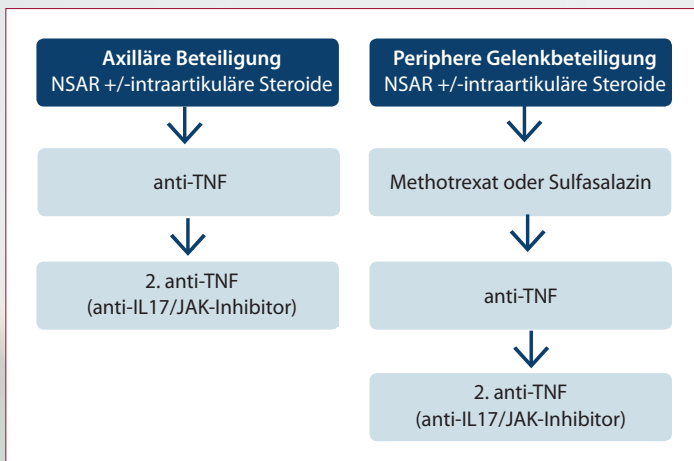 Axilläre Beteiligung
NSAR +/-intraartikuläre Steroide
anti-TNF
2. anti-TNF
(anti-IL17/JAK-Inhibitor)
Periphere Gelenkbeteiligung
NSAR +/-intraartikuläre Steroide
Methotrexat oder Sulfasalazin
anti-TNF
2. anti-TNF
(anti-IL17/JAK-Inhibitor)